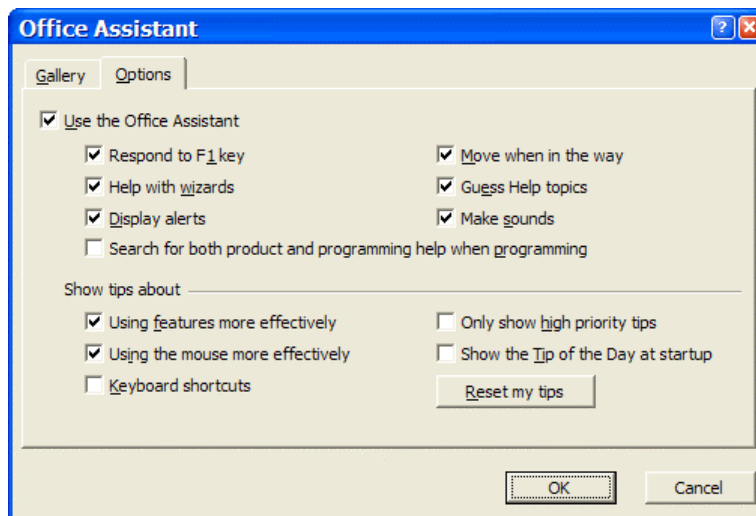 Office Assistant
Gallery Options
Use the Office Assistant
Respond to F1 key Move when in the way
Help with wizards Guess Help topics
Display alerts Make sounds
Search for both product and programming help when programming
Show tips about
Using features more effectively Only show high priority tips
Using the mouse more effectively Show the Tip of the Day at startup
Keyboard shortcuts Reset my tips
OK Cancel